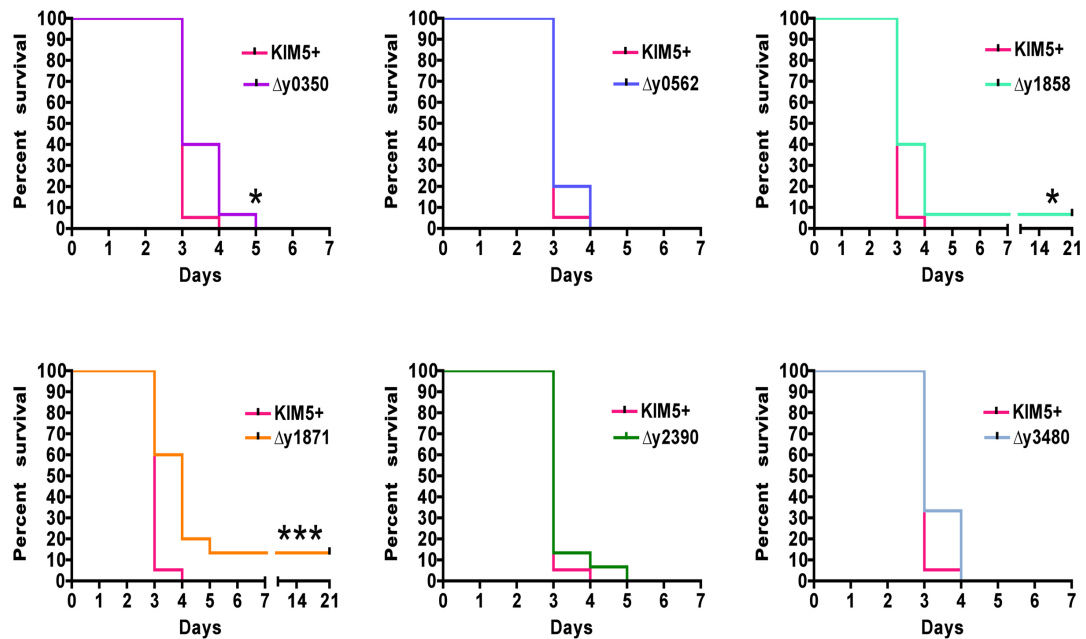 Percent survival
100
90
80
70
60
50
40
30
20
10
0
KIM5+
Δy0350
*
0 1 2 3 4 5 6 7
Days
Percent survival
100
90
80
70
60
50
40
30
20
10
0
KIM5+
Δy0562
0 1 2 3 4 5 6 7
Days
Percent survival
100
90
80
70
60
50
40
30
20
10
0
KIM5+
Δy1858
*
0 1 2 3 4 5 6 7 14 21
Days
Percent survival
100
90
80
70
60
50
40
30
20
10
0
KIM5+
Δy1871
***
0 1 2 3 4 5 6 7 14 21
Days
Percent survival
100
90
80
70
60
50
40
30
20
10
0
KIM5+
Δy2390
0 1 2 3 4 5 6 7
Days
Percent survival
100
90
80
70
60
50
40
30
20
10
0
KIM5+
Δy3480
0 1 2 3 4 5 6 7
Days